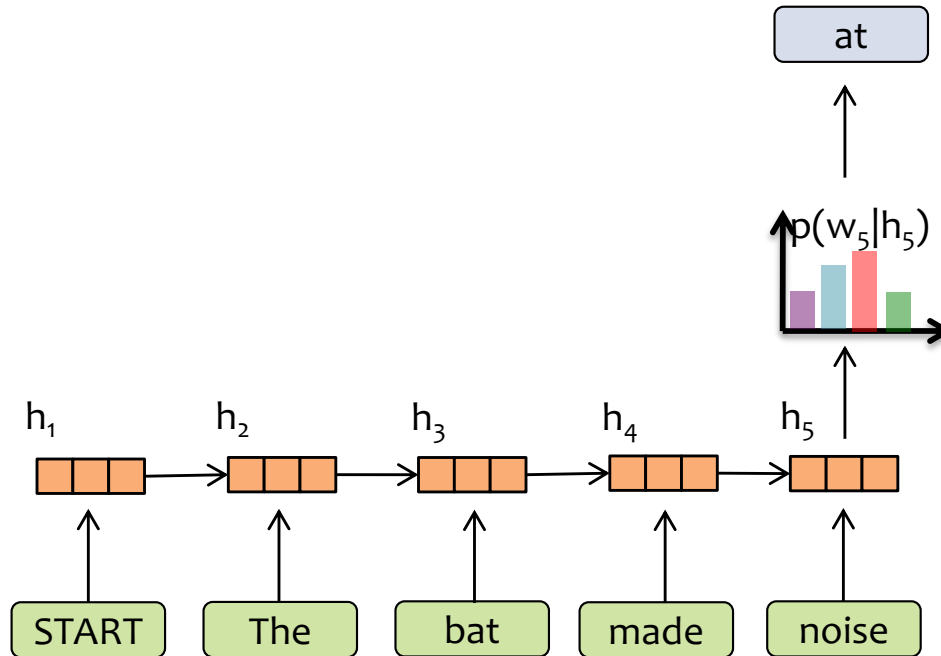 at
p(w₅|h₅)
h₁ h₂ h₃ h₄ h₅
START The bat made noise